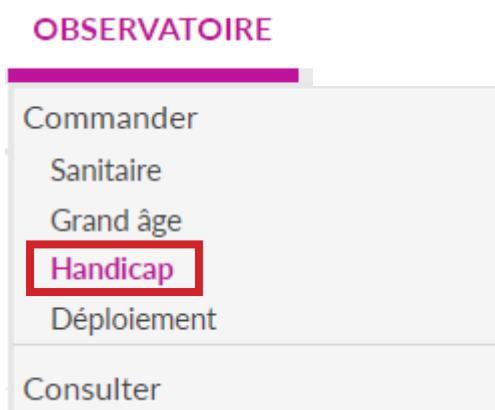 OBSERVATOIRE
Commander
Sanitaire
Grand âge
Handicap
Déploiement
Consulter